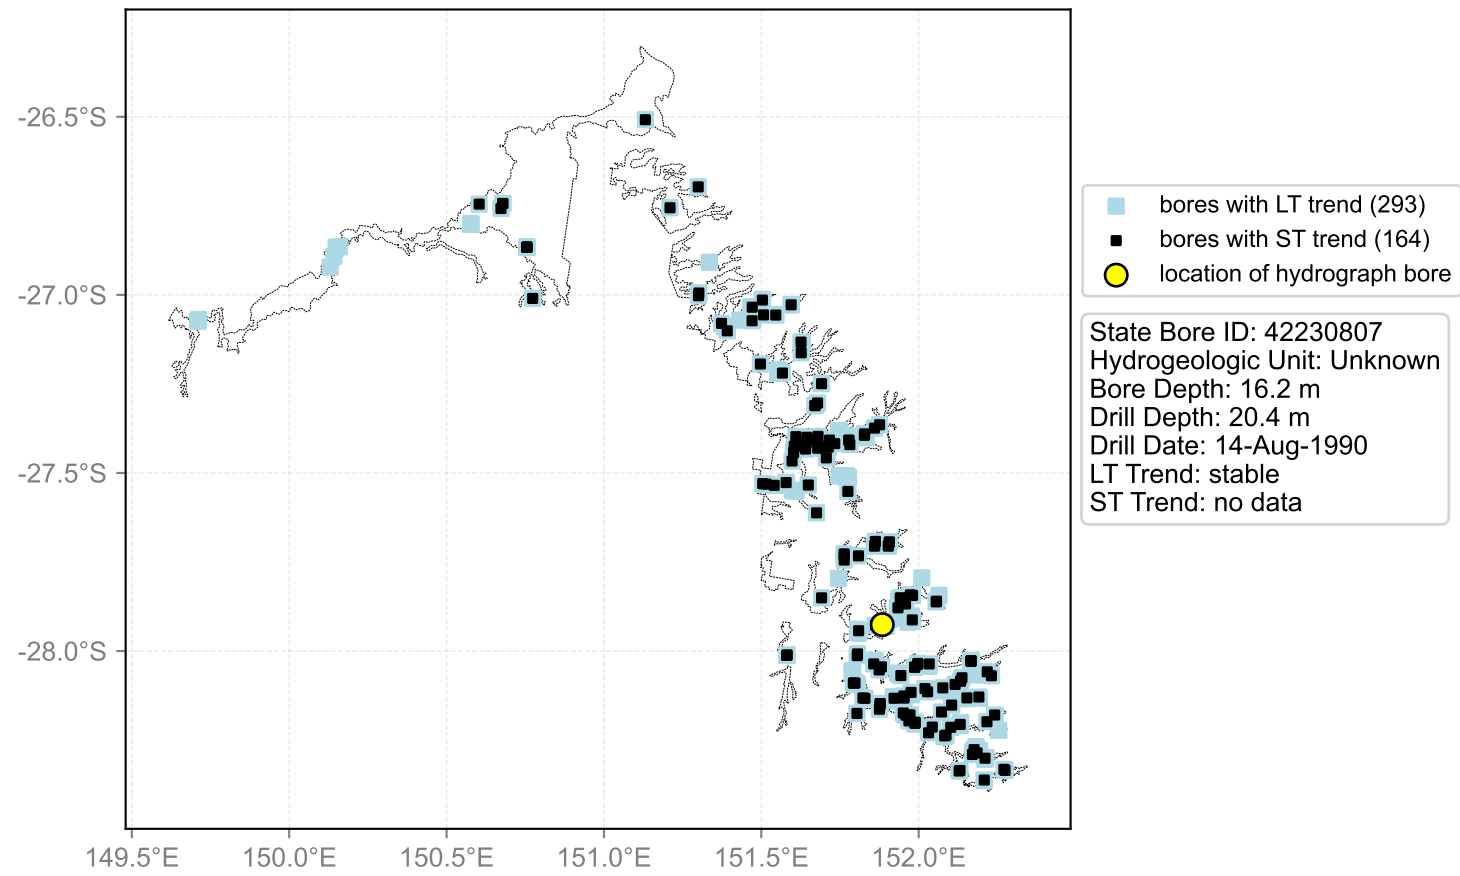 -26.5°S
-27.0°S
-27.5°S
-28.0°S
149.5°E
150.0°E
150.5°E
151.0°E
151.5°E
152.0°E
bores with LT trend (293)
bores with ST trend (164)
location of hydrograph bore
State Bore ID: 42230807
Hydrogeologic Unit: Unknown
Bore Depth: 16.2 m
Drill Depth: 20.4 m
Drill Date: 14-Aug-1990
LT Trend: stable
ST Trend: no data